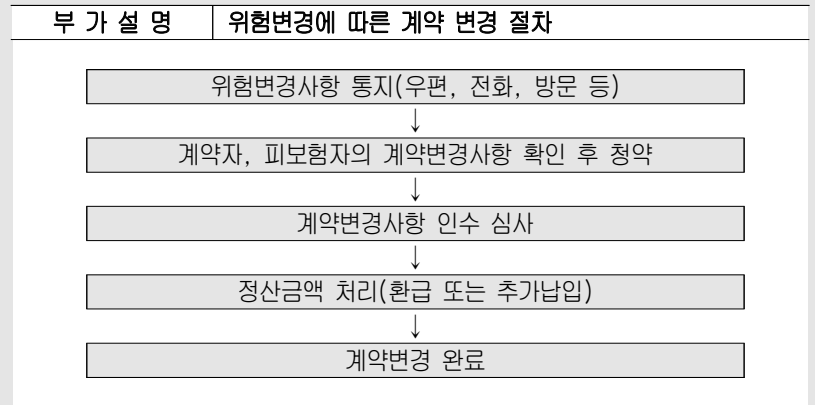 부 가 설 명 위험변경에 따른 계약 변경 절차
위험변경사항 통지(우편, 전화, 방문 등)
↓
계약자, 피보험자의 계약변경사항 확인 후 청약
↓
계약변경사항 인수 심사
↓
정산금액 처리(환급 또는 추가납입)
↓
계약변경 완료